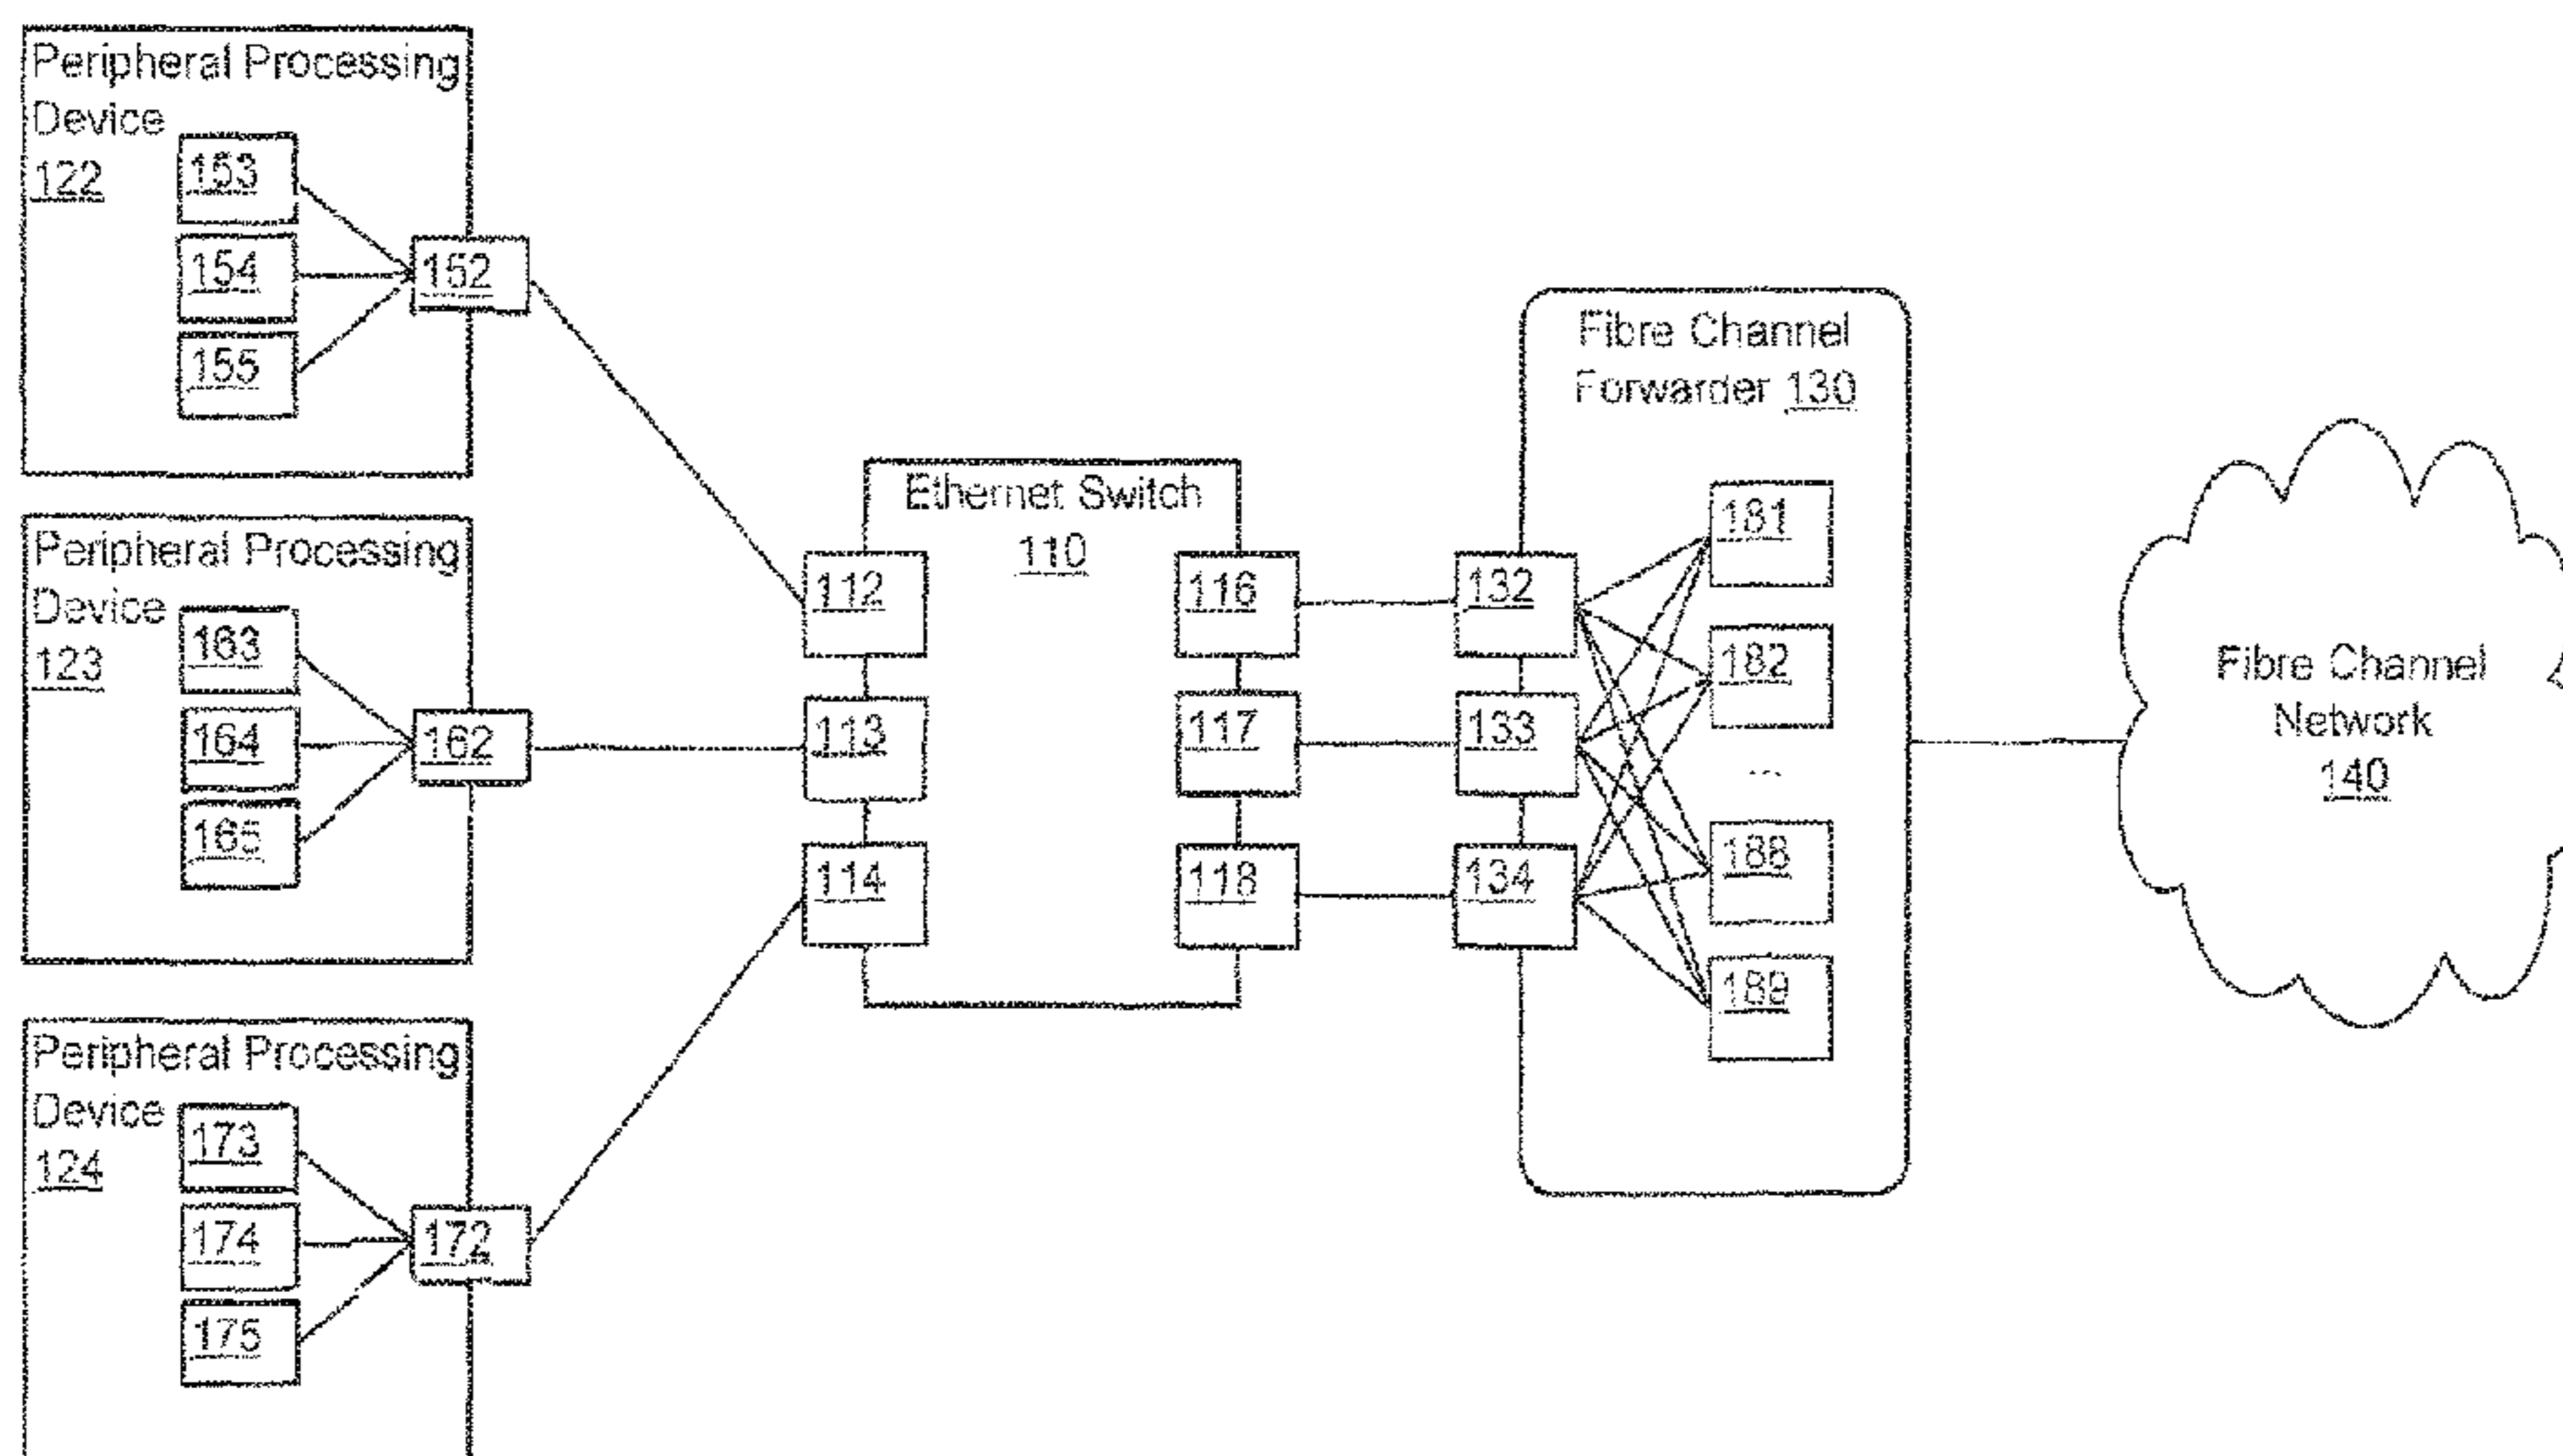 Peripheral Processing
Device
122
153
154
155
152
Peripheral Processing
Device
123
163
164
165
162
Peripheral Processing
Device
124
173
174
175
172
Ethernet Switch
110
112
113
114
116
117
118
Fibre Channel
Forwarder 130
132
133
134
181
182
...
188
189
Fibre Channel
Network
140